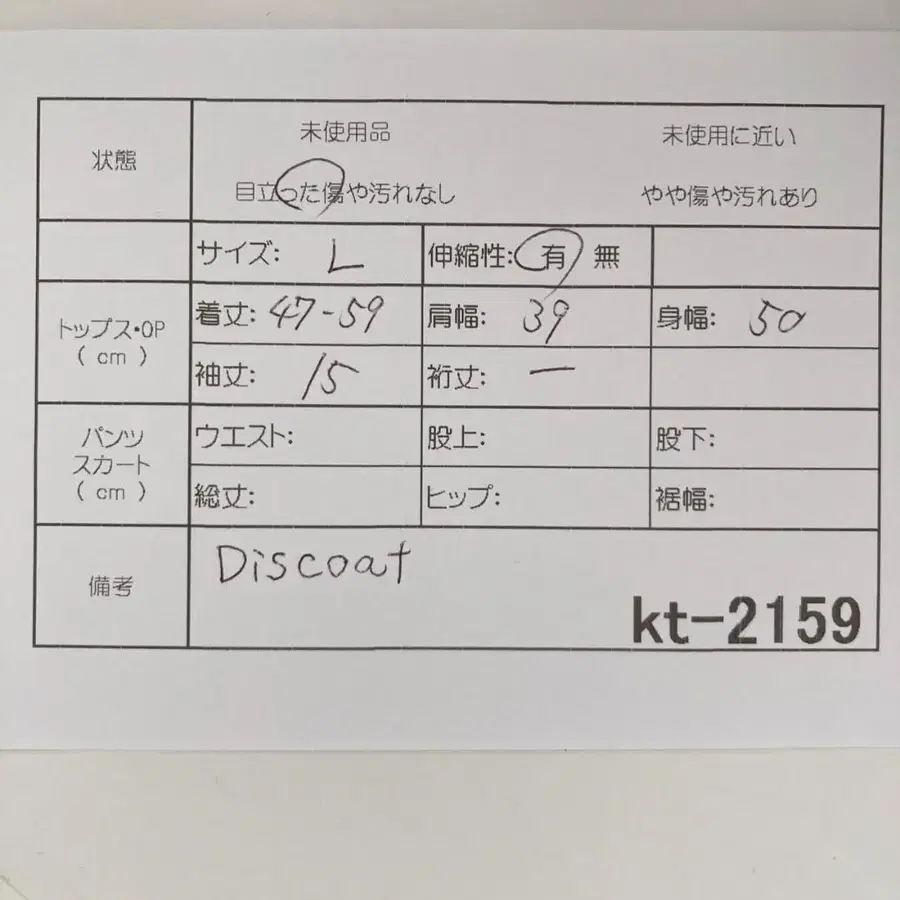 状態
未使用品 未使用に近い
目立った傷や汚れなし やや傷や汚れあり
サイズ: L 伸縮性: 有 無
トップス・OP
( cm )
着丈: 47-59 肩幅: 39 身幅: 50
袖丈: 15 裄丈: ー
パンツ
スカート
( cm )
ウエスト: 股上: 股下:
総丈: ヒップ: 裾幅:
備考
Discoat
kt-2159